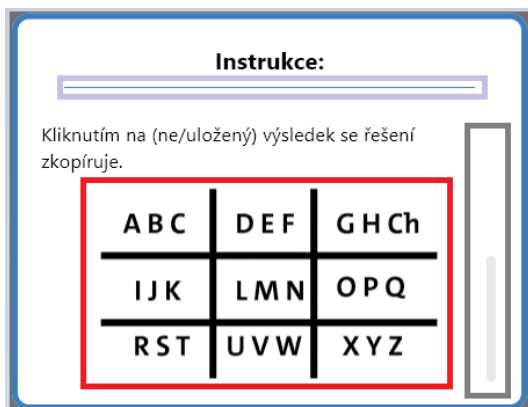 Instrukce:
Kliknutím na (ne/uložený) výsledek se řešení
zkopíruje.
A B C D E F G H Ch
I J K L M N O P Q
R S T U V W X Y Z